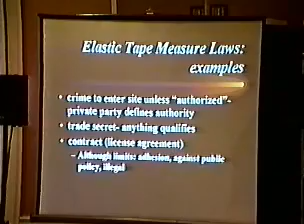 Elastic Tape Measure Laws:
examples
• crime to enter site unless "authorized"-
private party defines authority
• trade secret- anything qualifies
• contract (license agreement)
– Although limits: adhesion, against public
policy, illegal